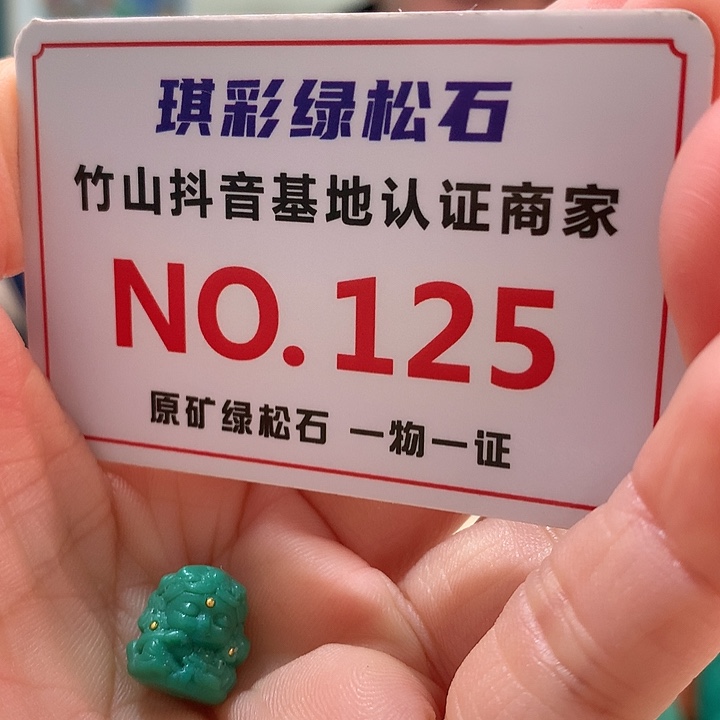 琪彩绿松石
竹山抖音基地认证商家
NO.125
原矿绿松石 一物一证